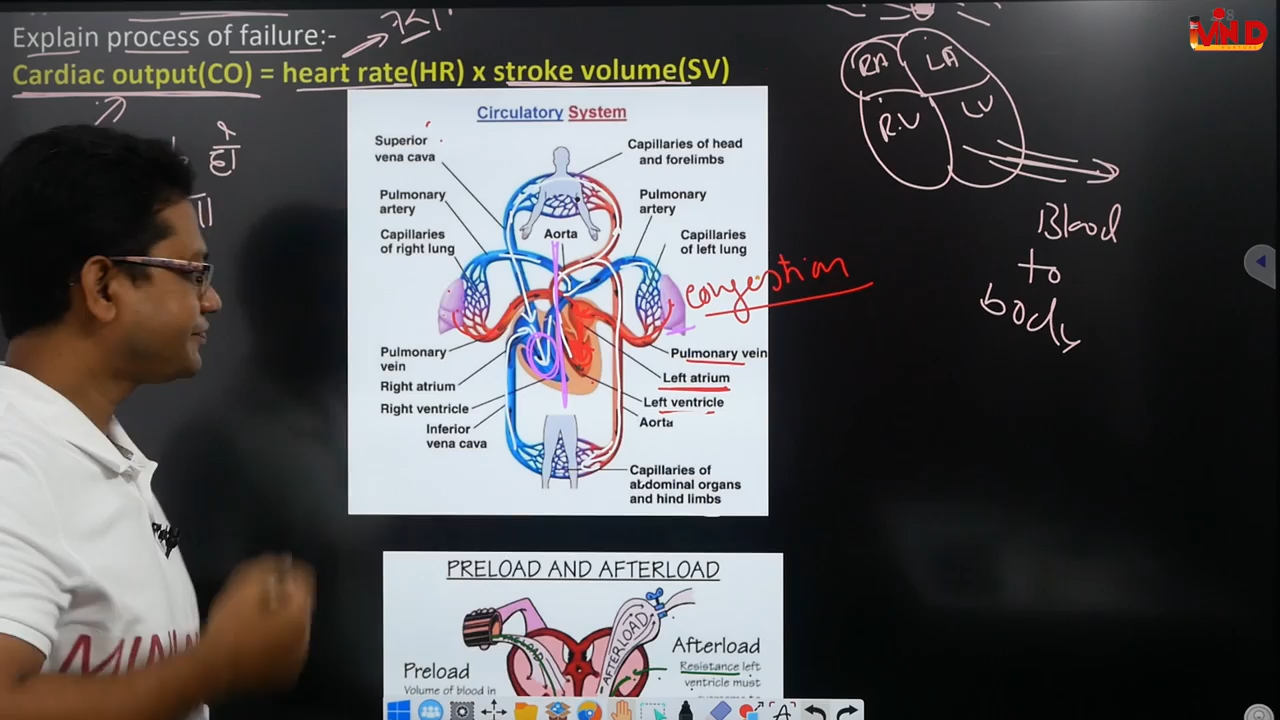 Explain process of failure:-
Cardiac output(CO) = heart rate(HR) x stroke volume(SV)
Circulatory System
Superior
vena cava
Capillaries of head
and forelimbs
Pulmonary
artery
Pulmonary
artery
Capillaries
of right lung
Aorta
Capillaries
of left lung
congestion
Pulmonary
vein
Pulmonary vein
Right atrium
Left atrium
Right ventricle
Left ventricle
Inferior
vena cava
Aorta
Capillaries of
abdominal organs
and hind limbs
RA
LA
R.V
LV
Blood
to
body
PRELOAD AND AFTERLOAD
PRELOAD
AFTERLOAD
Preload
Volume of blood in
Afterload
Resistance left
ventricle must